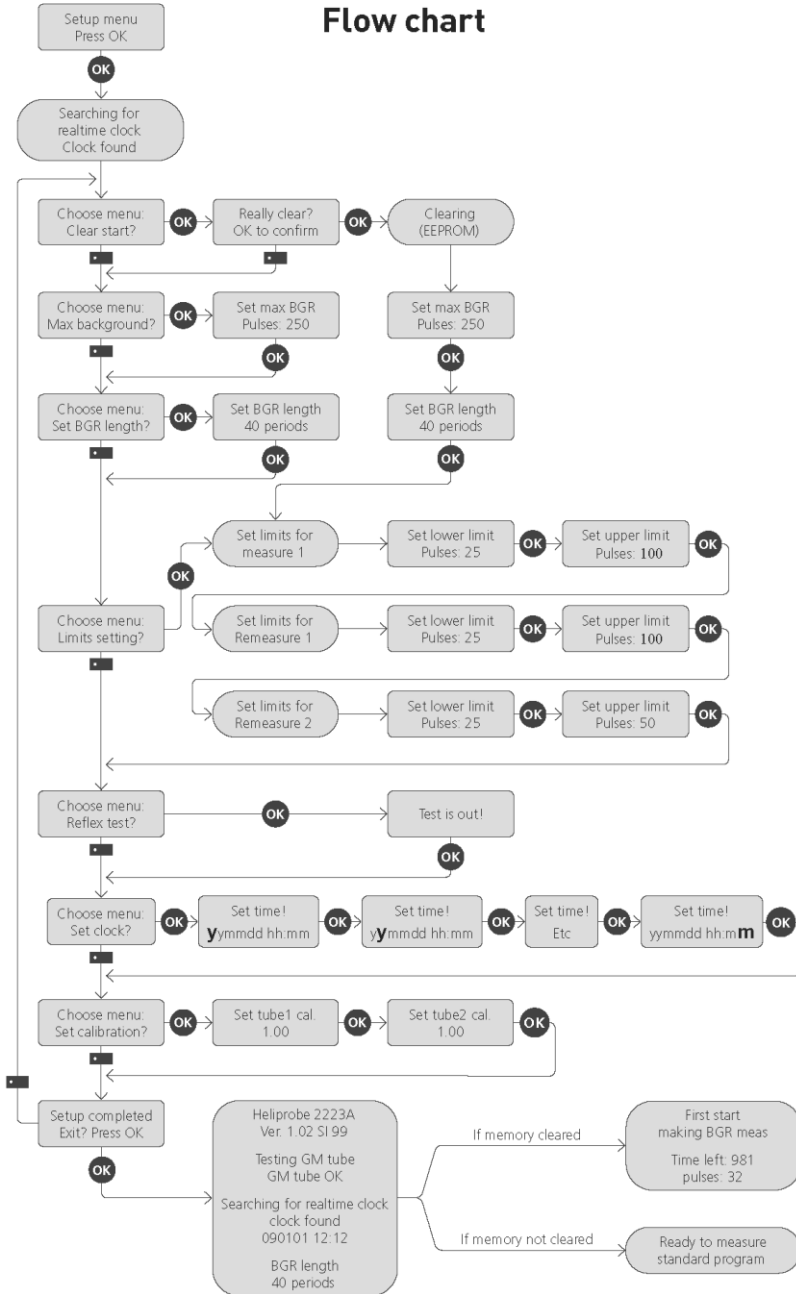 Flow chart
Setup menu
Press OK
OK
Searching for
realtime clock
Clock found
Choose menu:
Clear start?
OK
Really clear?
OK to confirm
OK
Clearing
(EEPROM)
Choose menu:
Max background?
OK
Set max BGR
Pulses: 250
OK
Set max BGR
Pulses: 250
OK
Choose menu:
Set BGR length?
OK
Set BGR length
40 periods
OK
Set BGR length
40 periods
OK
Set limits for
measure 1
Set lower limit
Pulses: 25
OK
Set upper limit
Pulses: 100
OK
OK
Choose menu:
Limits setting?
Set limits for
Remeasure 1
Set lower limit
Pulses: 25
OK
Set upper limit
Pulses: 100
OK
Set limits for
Remeasure 2
Set lower limit
Pulses: 25
OK
Set upper limit
Pulses: 50
OK
Choose menu:
Reflex test?
OK
Test is out!
OK
Choose menu:
Set clock?
OK
Set time!
yymmdd hh:mm
OK
Set time!
yymmdd hh:mm
OK
Set time!
Etc
OK
Set time!
yymmdd hh:mm
OK
Choose menu:
Set calibration?
OK
Set tube1 cal.
1.00
OK
Set tube2 cal.
1.00
OK
Setup completed
Exit? Press OK
OK
Heliprobe 2223A
Ver. 1.02 SI 99
Testing GM tube
GM tube OK
Searching for realtime clock
clock found
090101 12:12
BGR length
40 periods
If memory cleared
First start
making BGR meas
Time left: 981
pulses: 32
If memory not cleared
Ready to measure
standard program